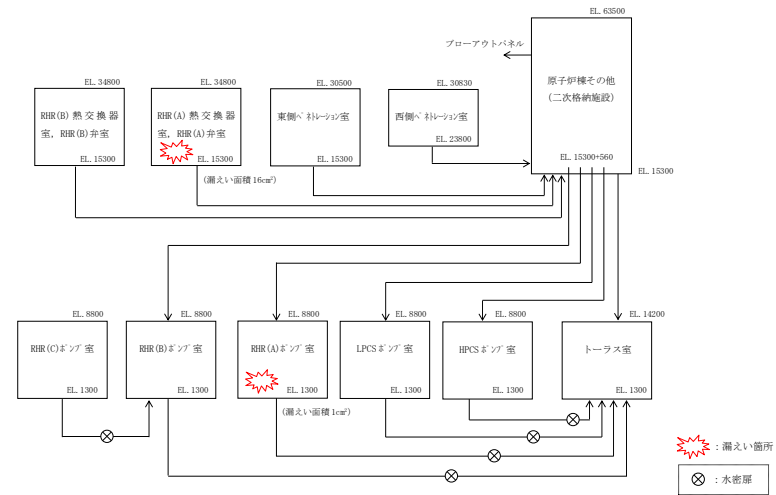 EL. 63500
ブローアウトパネル
原子炉棟その他
(二次格納施設)
EL. 15300+560
EL. 15300
EL. 34800
RHR(B) 熱交換器
室, RHR(B)弁室
EL. 15300
EL. 34800
RHR(A) 熱交換器
室, RHR(A)弁室
EL. 15300
(漏えい面積16cm²)
EL. 30500
東側ペネトレーション室
EL. 15300
EL. 30830
西側ペネトレーション室
EL. 23800
EL. 8800
RHR(C)ポンプ室
EL. 1300
EL. 8800
RHR(B)ポンプ室
EL. 1300
EL. 8800
RHR(A)ポンプ室
EL. 1300
(漏えい面積1cm²)
EL. 8800
LPCSポンプ室
EL. 1300
EL. 8800
HPCSポンプ室
EL. 1300
EL. 14200
トーラス室
EL. 1300
：漏えい箇所
：水密扉